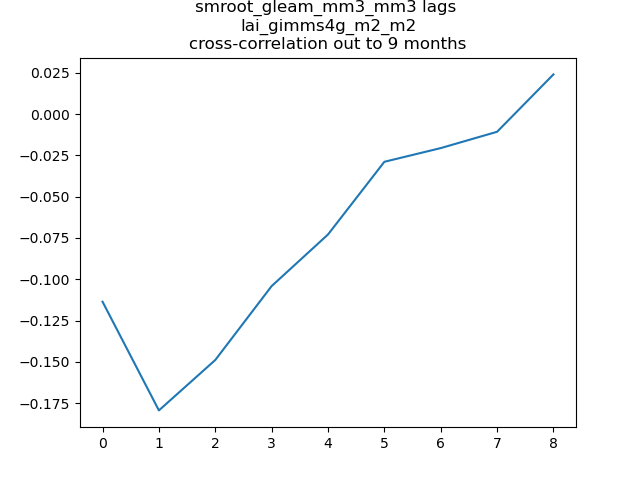 smroot_gleam_mm3_mm3 lags
lai_gimms4g_m2_m2
cross-correlation out to 9 months
0.025
0.000
−0.025
−0.050
−0.075
−0.100
−0.125
−0.150
−0.175
0 1 2 3 4 5 6 7 8